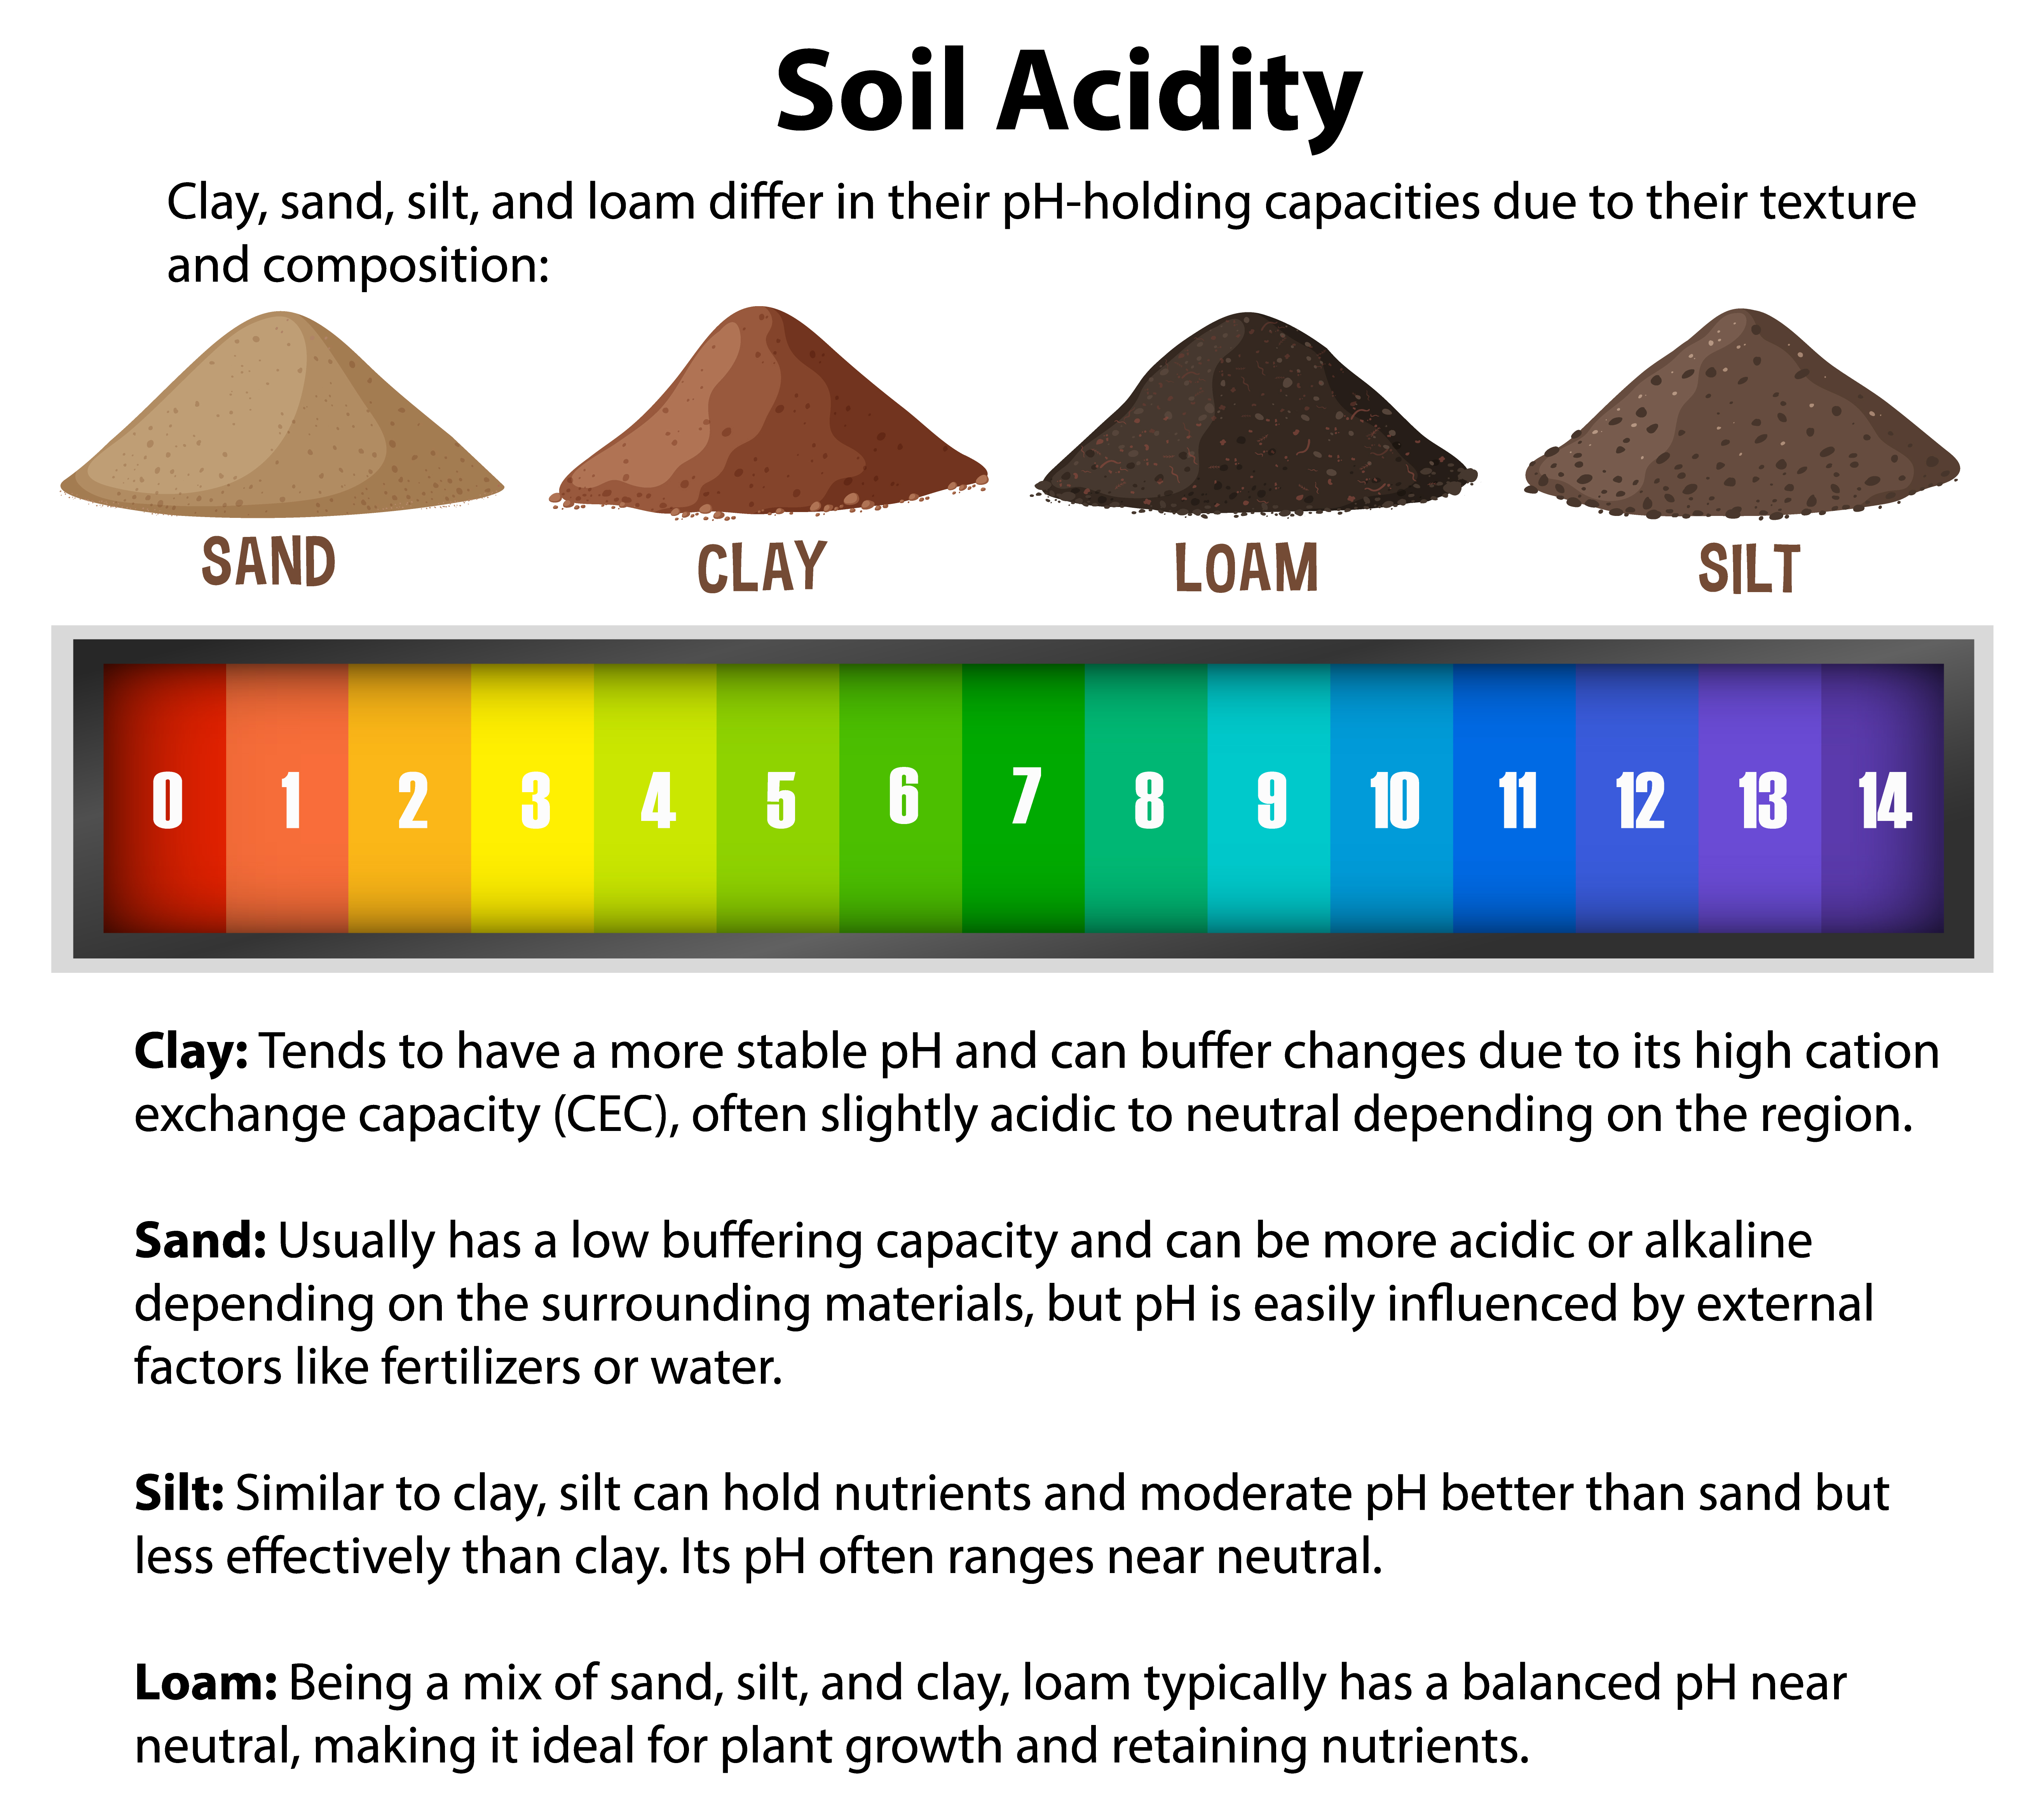 Soil Acidity
Clay, sand, silt, and loam differ in their pH-holding capacities due to their texture
and composition:
SAND
CLAY
LOAM
SILT
0 1 2 3 4 5 6 7 8 9 10 11 12 13 14
Clay: Tends to have a more stable pH and can buffer changes due to its high cation
exchange capacity (CEC), often slightly acidic to neutral depending on the region.
Sand: Usually has a low buffering capacity and can be more acidic or alkaline
depending on the surrounding materials, but pH is easily influenced by external
factors like fertilizers or water.
Silt: Similar to clay, silt can hold nutrients and moderate pH better than sand but
less effectively than clay. Its pH often ranges near neutral.
Loam: Being a mix of sand, silt, and clay, loam typically has a balanced pH near
neutral, making it ideal for plant growth and retaining nutrients.